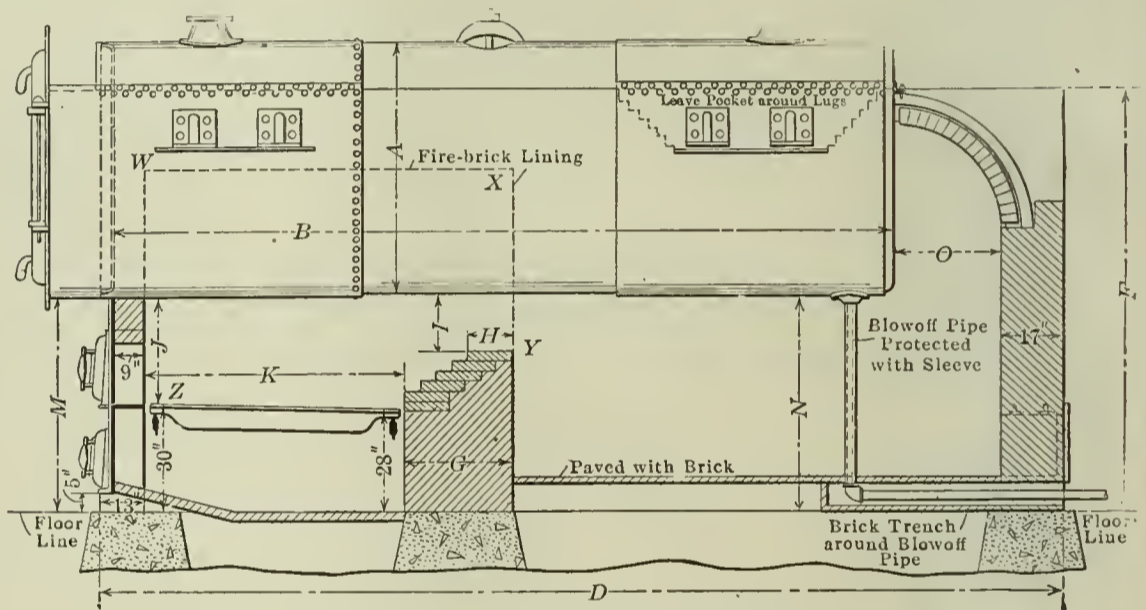 Leave Pocket around Lugs
A
W
Fire-brick Lining
X
B
O
I
H
J
Y
Blowoff Pipe
Protected
with Sleeve
17"
9"
K
M
Z
N
30"
28"
G
Paved with Brick
5"
13"
Floor
Line
Brick Trench
around Blowoff
Pipe
Floor
Line
D